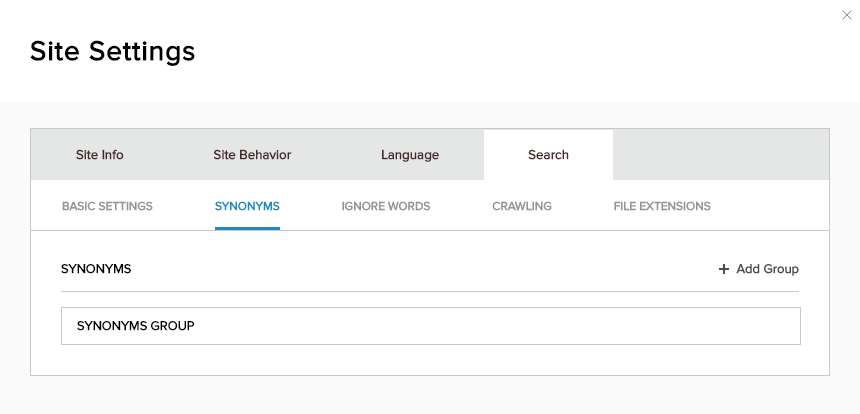 Site Settings
Site Info Site Behavior Language Search
BASIC SETTINGS SYNONYMS IGNORE WORDS CRAWLING FILE EXTENSIONS
SYNONYMS + Add Group
SYNONYMS GROUP